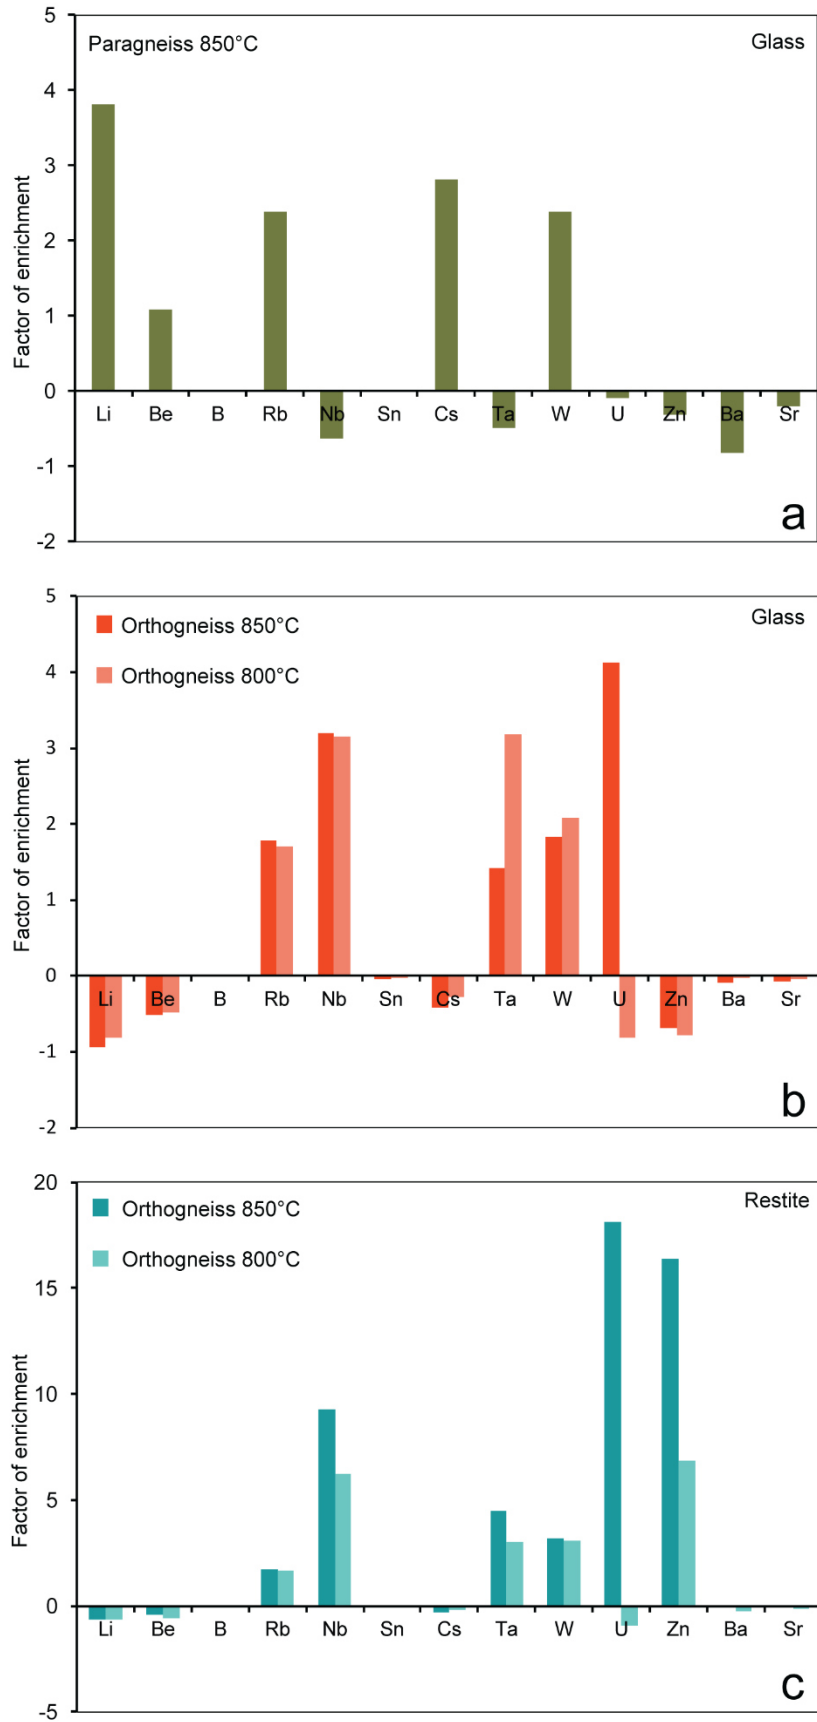 5
Paragneiss 850°C
Glass
4
3
2
1
0
-1
-2
Factor of enrichment
Li Be B Rb Nb Sn Cs Ta W U Zn Ba Sr
a
5
Orthogneiss 850°C
Glass
Orthogneiss 800°C
4
3
2
1
0
-1
-2
Factor of enrichment
Li Be B Rb Nb Sn Cs Ta W U Zn Ba Sr
b
20
Orthogneiss 850°C
Restite
Orthogneiss 800°C
15
10
5
0
-5
Factor of enrichment
Li Be B Rb Nb Sn Cs Ta W U Zn Ba Sr
c